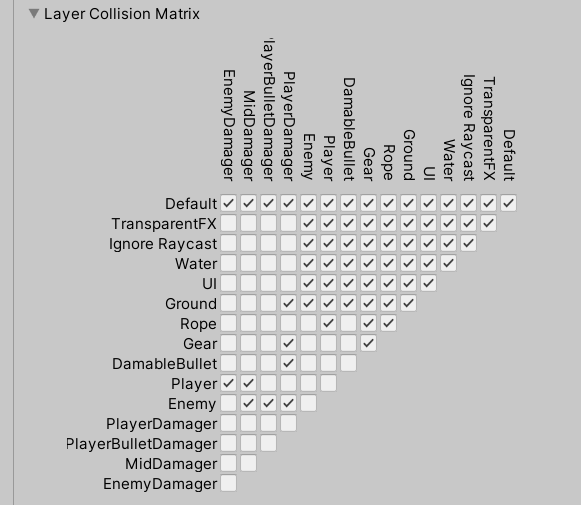 Layer Collision Matrix
EnemyDamager
MidDamager
layerBulletDamager
PlayerDamager
Enemy
Player
DamableBullet
Gear
Rope
Ground
UI
Water
Ignore Raycast
TransparentFX
Default
Default
TransparentFX
Ignore Raycast
Water
UI
Ground
Rope
Gear
DamableBullet
Player
Enemy
PlayerDamager
PlayerBulletDamager
MidDamager
EnemyDamager